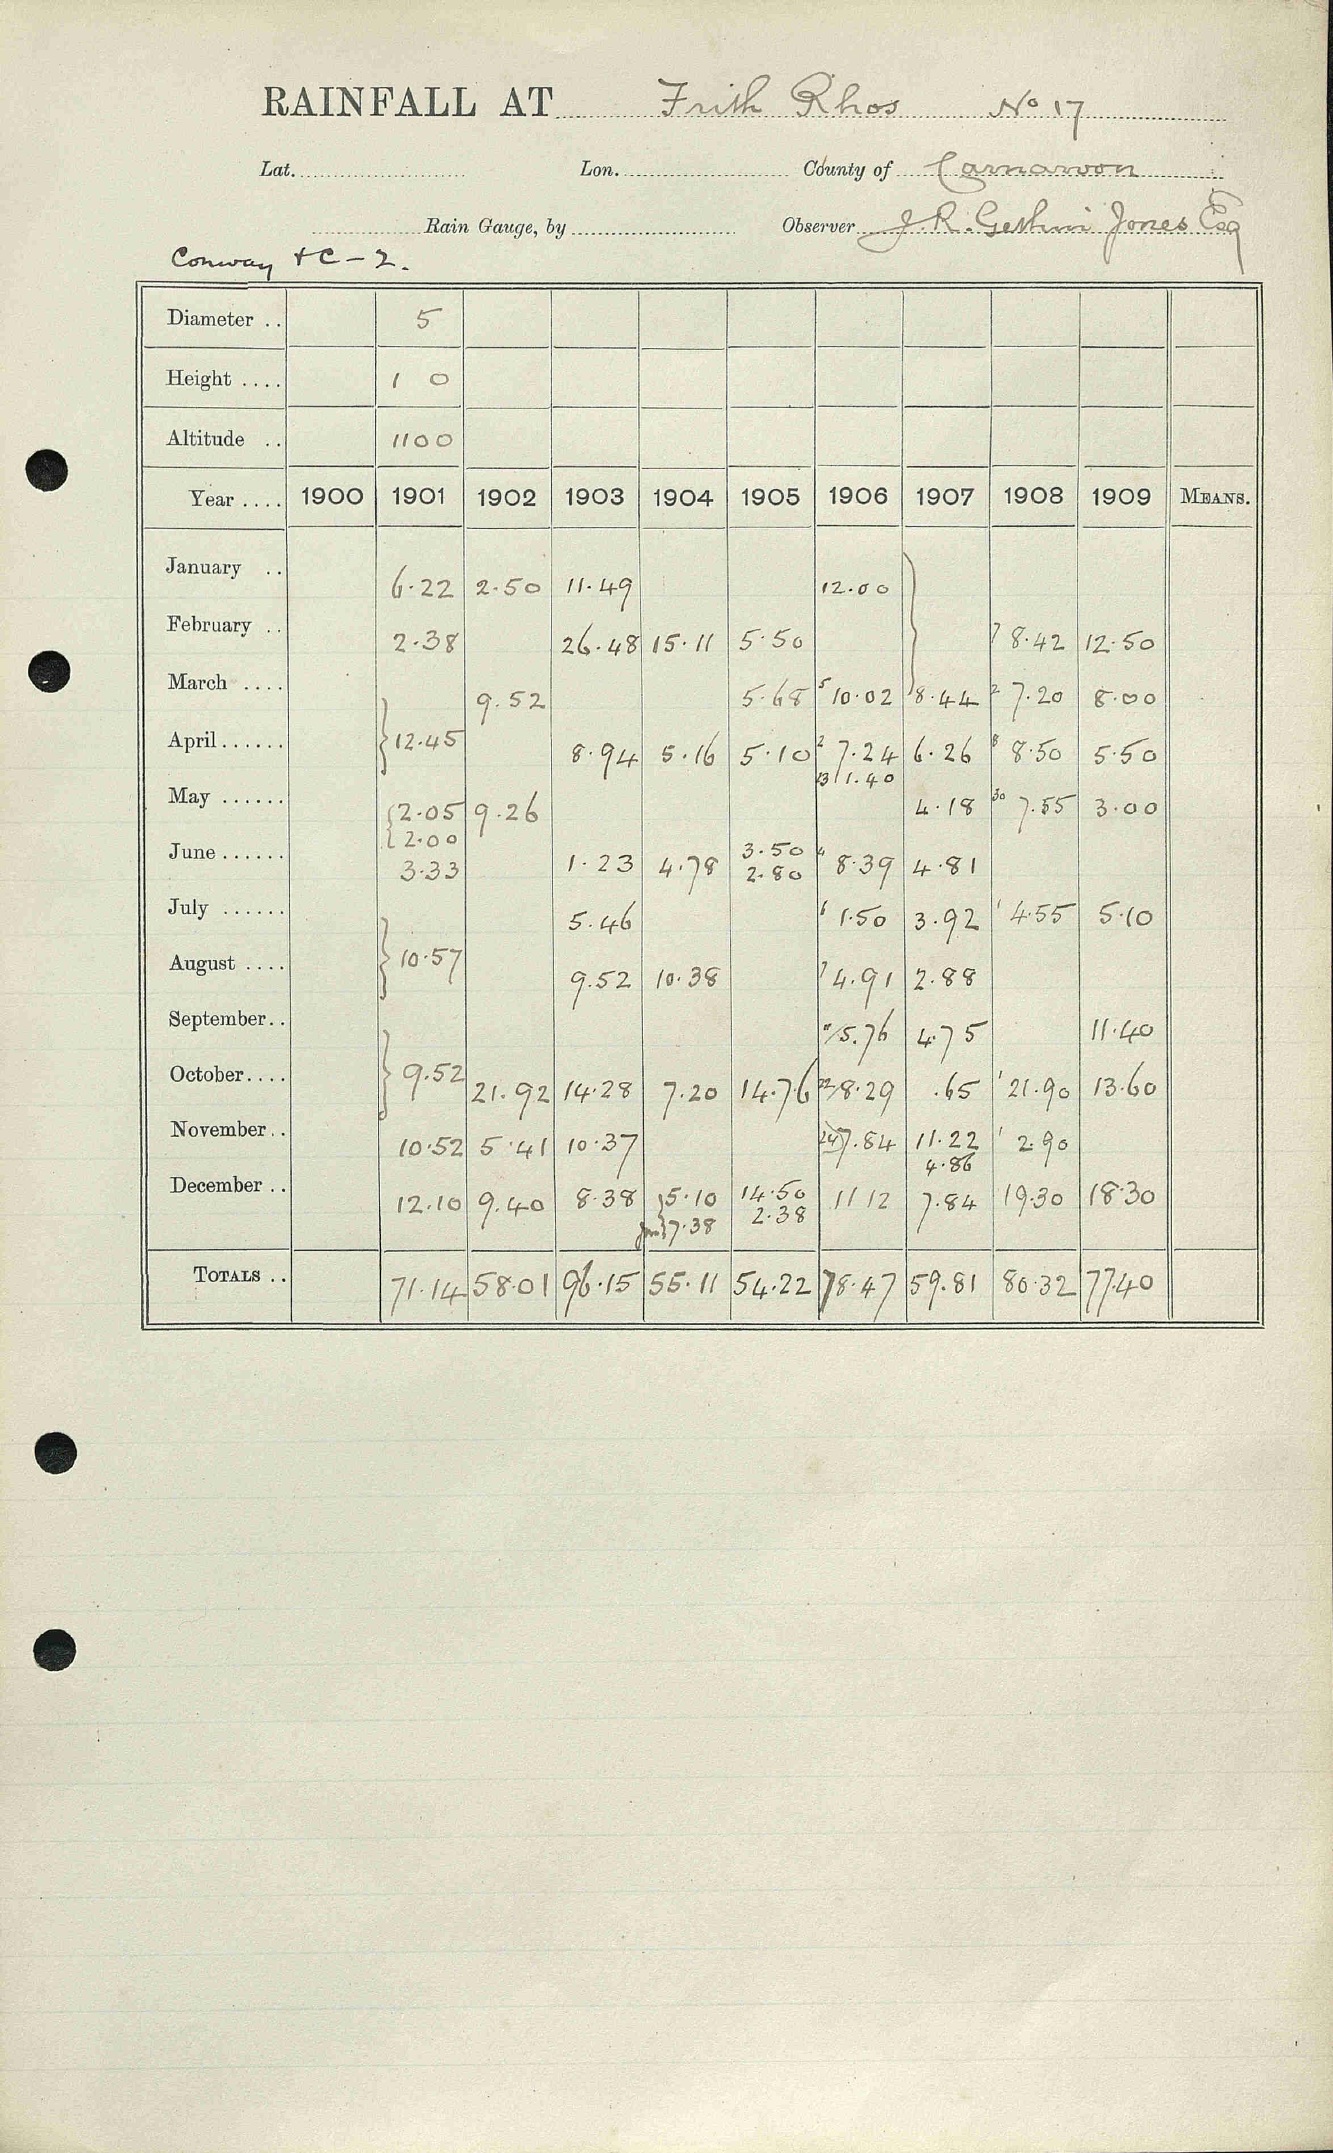 RAINFALL AT Frith Rhos No 17
Lat. Lon. County of Carnarvon
Rain Gauge, by Observer J. R. Jones Esq
Conway + C - 2.
Diameter .. 5
Height .... 1 0
Altitude .. 1100
Year .... 1900 1901 1902 1903 1904 1905 1906 1907 1908 1909 MEANS.
January .. 6.22 2.50 11.49 12.00
February .. 2.38 26.48 15.11 5.50 7 8.42 12.50
March .... 9.52 5.68 5 10.02 8.44 2 7.20 8.00
April ...... } 12.45 8.94 5.16 5.10 2 7.24 6.26 8 8.50 5.50
13 1.40
May ...... { 2.05 9.26 4.18 30 7.55 3.00
{ 2.00
June ...... 3.33 1.23 4.78 3.50 4 8.39 4.81
2.80
July ...... 5.46 6 1.50 3.92 1 4.55 5.10
August .... } 10.57 9.52 10.38 7 4.91 2.88
September.. 5.76 4.75 11.40
October.... } 9.52 21.92 14.28 7.20 14.76 22/8.29 .65 1 21.90 13.60
November.. 10.52 5.41 10.37 24 7.84 11.22 1 2.90
4.86
December .. 12.10 9.40 8.38 5.10 14.50 11 12 7.84 19.30 18.30
7.38 2.38
TOTALS .. 71.14 58.01 96.15 55.11 54.22 78.47 59.81 80.32 77.40